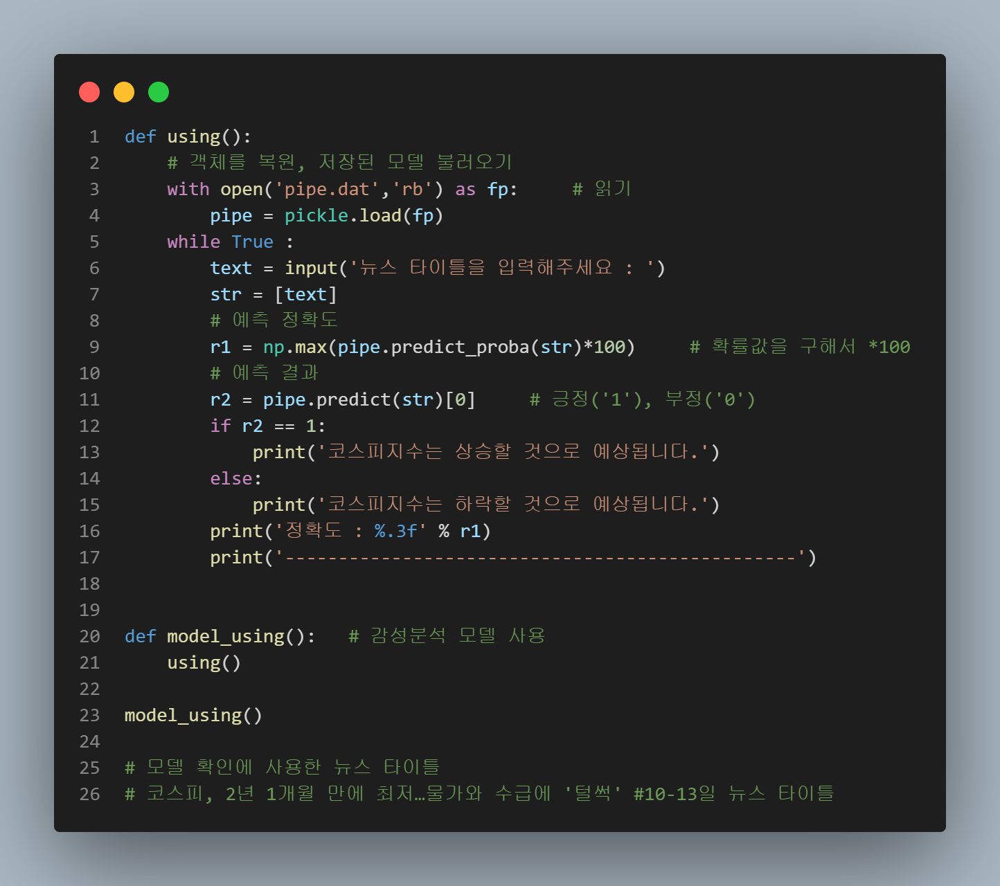 1 def using():
2     # 객체를 복원, 저장된 모델 불러오기
3     with open('pipe.dat','rb') as fp:     # 읽기
4         pipe = pickle.load(fp)
5     while True :
6         text = input('뉴스 타이틀을 입력해주세요 : ')
7         str = [text]
8         # 예측 정확도
9         r1 = np.max(pipe.predict_proba(str)*100)     # 확률값을 구해서 *100
10         # 예측 결과
11         r2 = pipe.predict(str)[0]     # 긍정('1'), 부정('0')
12         if r2 == 1:
13             print('코스피지수는 상승할 것으로 예상됩니다.')
14         else:
15             print('코스피지수는 하락할 것으로 예상됩니다.')
16         print('정확도 : %.3f' % r1)
17         print('------------------------------------------------')
18
19
20 def model_using():   # 감성분석 모델 사용
21     using()
22
23 model_using()
24
25 # 모델 확인에 사용한 뉴스 타이틀
26 # 코스피, 2년 1개월 만에 최저…물가와 수급에 '털썩' #10-13일 뉴스 타이틀